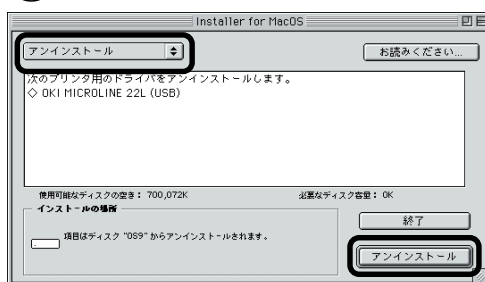 Installer for MacOS
アンインストール
お読みください...
次のプリンタ用のドライバをアンインストールします。
◇ OKI MICROLINE 22L (USB)
使用可能なディスクの空き： 700,072K
必要なディスク容量： 0K
インストールの場所
項目はディスク "OS9" からアンインストールされます。
終了
アンインストール